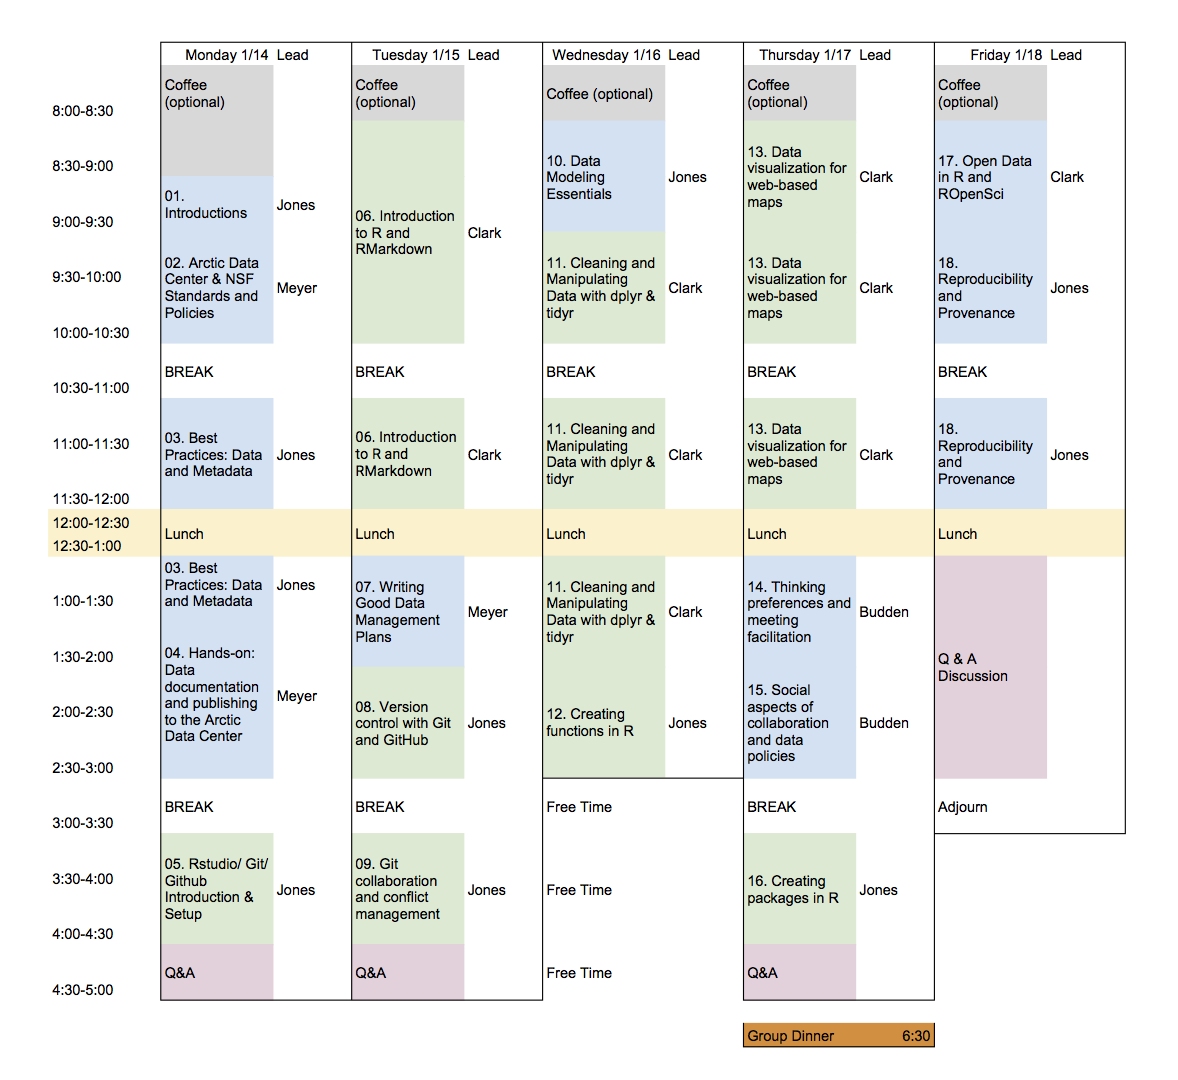 Monday 1/14 Lead Tuesday 1/15 Lead Wednesday 1/16 Lead Thursday 1/17 Lead Friday 1/18 Lead
8:00-8:30
8:30-9:00
9:00-9:30
9:30-10:00
10:00-10:30
10:30-11:00
11:00-11:30
11:30-12:00
12:00-12:30
12:30-1:00
1:00-1:30
1:30-2:00
2:00-2:30
2:30-3:00
3:00-3:30
3:30-4:00
4:00-4:30
4:30-5:00
Coffee
(optional)
01.
Introductions
Jones
02. Arctic Data
Center & NSF
Standards and
Policies
Meyer
BREAK
03. Best
Practices: Data
and Metadata
Jones
Lunch
03. Best
Practices: Data
and Metadata
Jones
04. Hands-on:
Data
documentation
and publishing
to the Arctic
Data Center
Meyer
BREAK
05. Rstudio/ Git/
Github
Introduction &
Setup
Jones
Q&A
Coffee
(optional)
06. Introduction
to R and
RMarkdown
Clark
BREAK
06. Introduction
to R and
RMarkdown
Clark
Lunch
07. Writing
Good Data
Management
Plans
Meyer
08. Version
control with Git
and GitHub
Jones
BREAK
09. Git
collaboration
and conflict
management
Jones
Q&A
Coffee (optional)
10. Data
Modeling
Essentials
Jones
11. Cleaning and
Manipulating
Data with dplyr &
tidyr
Clark
BREAK
11. Cleaning and
Manipulating
Data with dplyr &
tidyr
Clark
Lunch
11. Cleaning and
Manipulating
Data with dplyr &
tidyr
Clark
12. Creating
functions in R
Jones
Free Time
Free Time
Free Time
Coffee
(optional)
13. Data
visualization for
web-based
maps
Clark
13. Data
visualization for
web-based
maps
Clark
BREAK
13. Data
visualization for
web-based
maps
Clark
Lunch
14. Thinking
preferences and
meeting
facilitation
Budden
15. Social
aspects of
collaboration
and data
policies
Budden
BREAK
16. Creating
packages in R
Jones
Q&A
Group Dinner 6:30
Coffee
(optional)
17. Open Data
in R and
ROpenSci
Clark
18.
Reproducibility
and
Provenance
Jones
BREAK
18.
Reproducibility
and
Provenance
Jones
Lunch
Q & A
Discussion
Adjourn